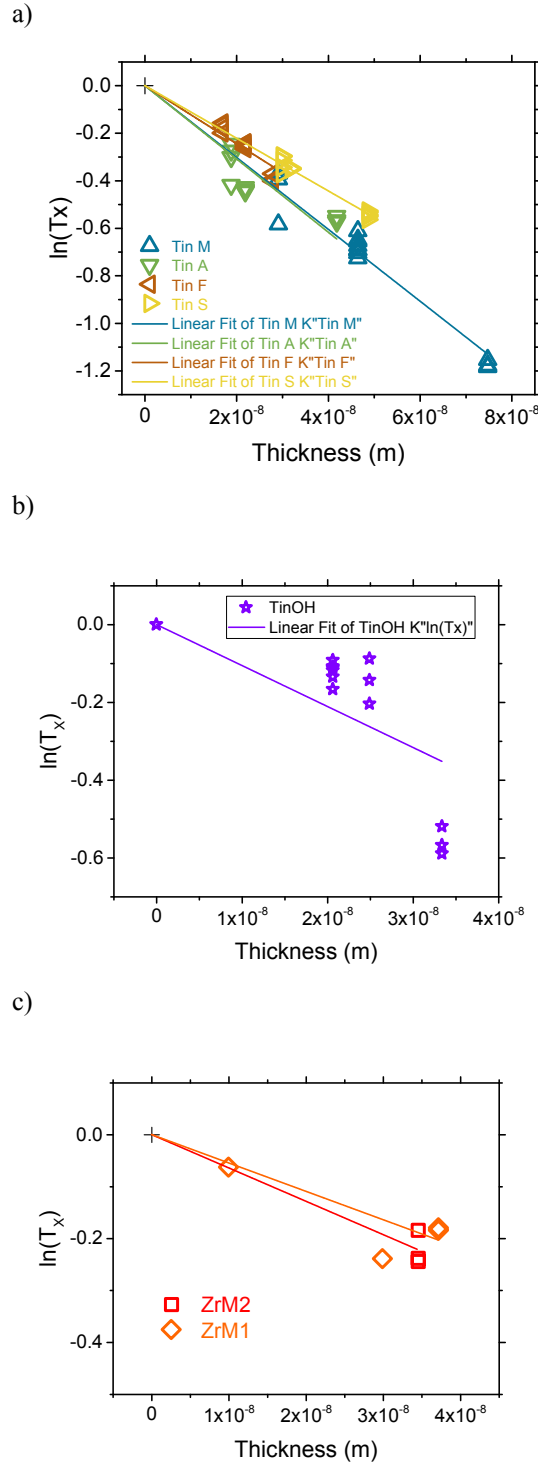 a)
0.0
-0.2
-0.4
-0.6
-0.8
-1.0
-1.2
ln(Tx)
Tin M
Tin A
Tin F
Tin S
Linear Fit of Tin M K"Tin M"
Linear Fit of Tin A K"Tin A"
Linear Fit of Tin F K"Tin F"
Linear Fit of Tin S K"Tin S"
0 2x10⁻⁸ 4x10⁻⁸ 6x10⁻⁸ 8x10⁻⁸
Thickness (m)
b)
TinOH
Linear Fit of TinOH K"ln(Tx)"
0.0
-0.2
-0.4
-0.6
ln(Tₓ)
0 1x10⁻⁸ 2x10⁻⁸ 3x10⁻⁸ 4x10⁻⁸
Thickness (m)
c)
0.0
-0.2
-0.4
ln(Tₓ)
ZrM2
ZrM1
0 1x10⁻⁸ 2x10⁻⁸ 3x10⁻⁸ 4x10⁻⁸
Thickness (m)